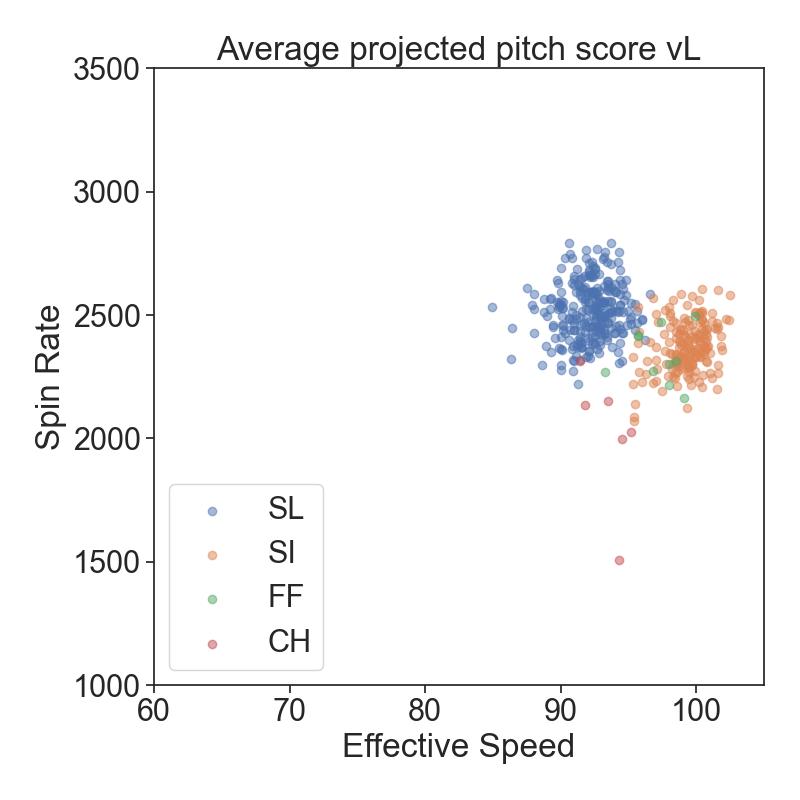 Average projected pitch score vL
3500
3000
2500
2000
1500
1000
Spin Rate
SL
SI
FF
CH
60 70 80 90 100
Effective Speed